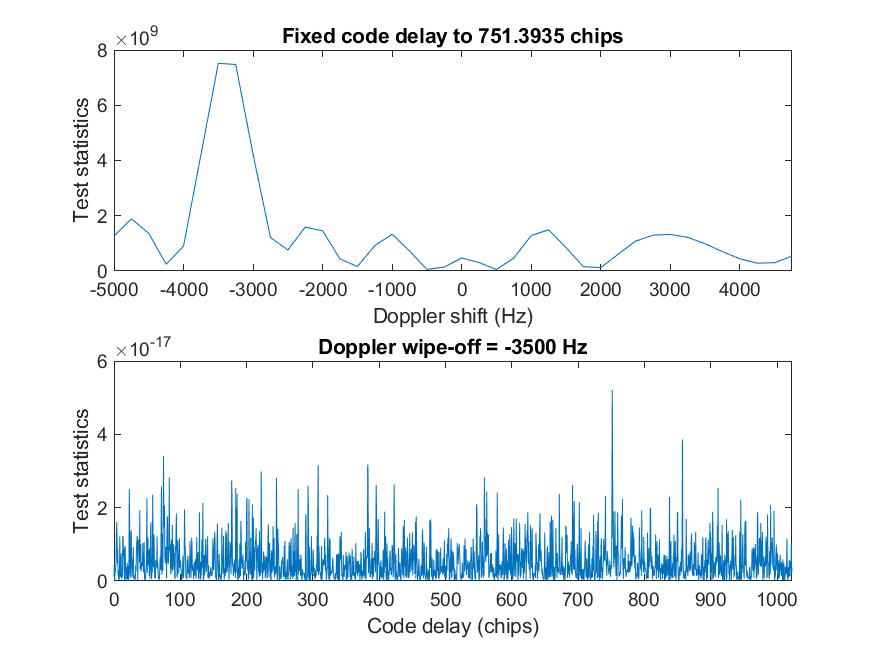 ×10^9
Fixed code delay to 751.3935 chips
8
6
4
2
0
Test statistics
-5000 -4000 -3000 -2000 -1000 0 1000 2000 3000 4000
Doppler shift (Hz)
×10^-17
Doppler wipe-off = -3500 Hz
6
4
2
0
Test statistics
0 100 200 300 400 500 600 700 800 900 1000
Code delay (chips)